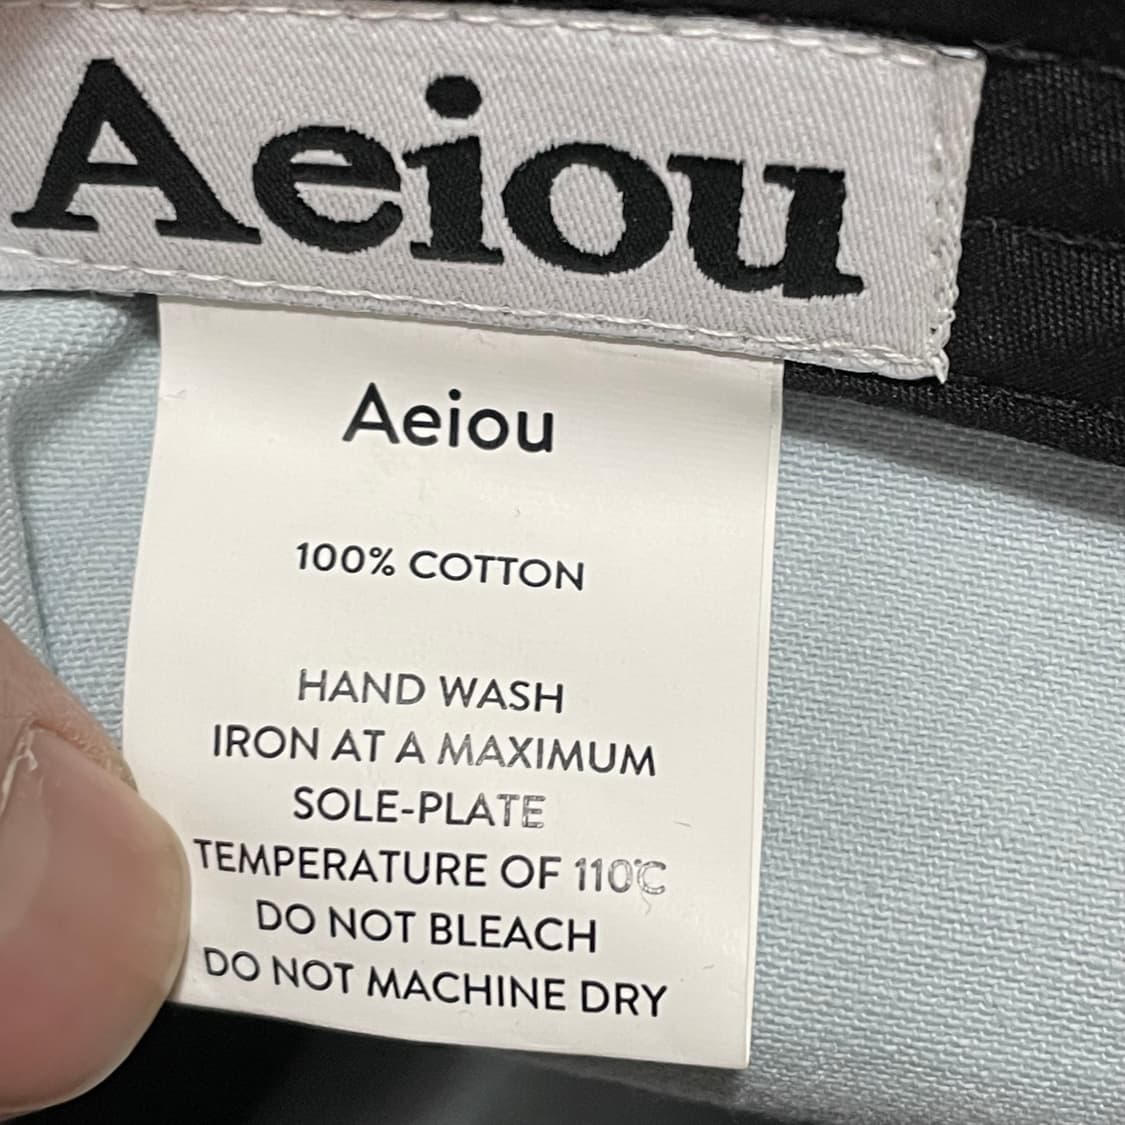 Aeiou
Aeiou
100% COTTON
HAND WASH
IRON AT A MAXIMUM
SOLE-PLATE
TEMPERATURE OF 110℃
DO NOT BLEACH
DO NOT MACHINE DRY